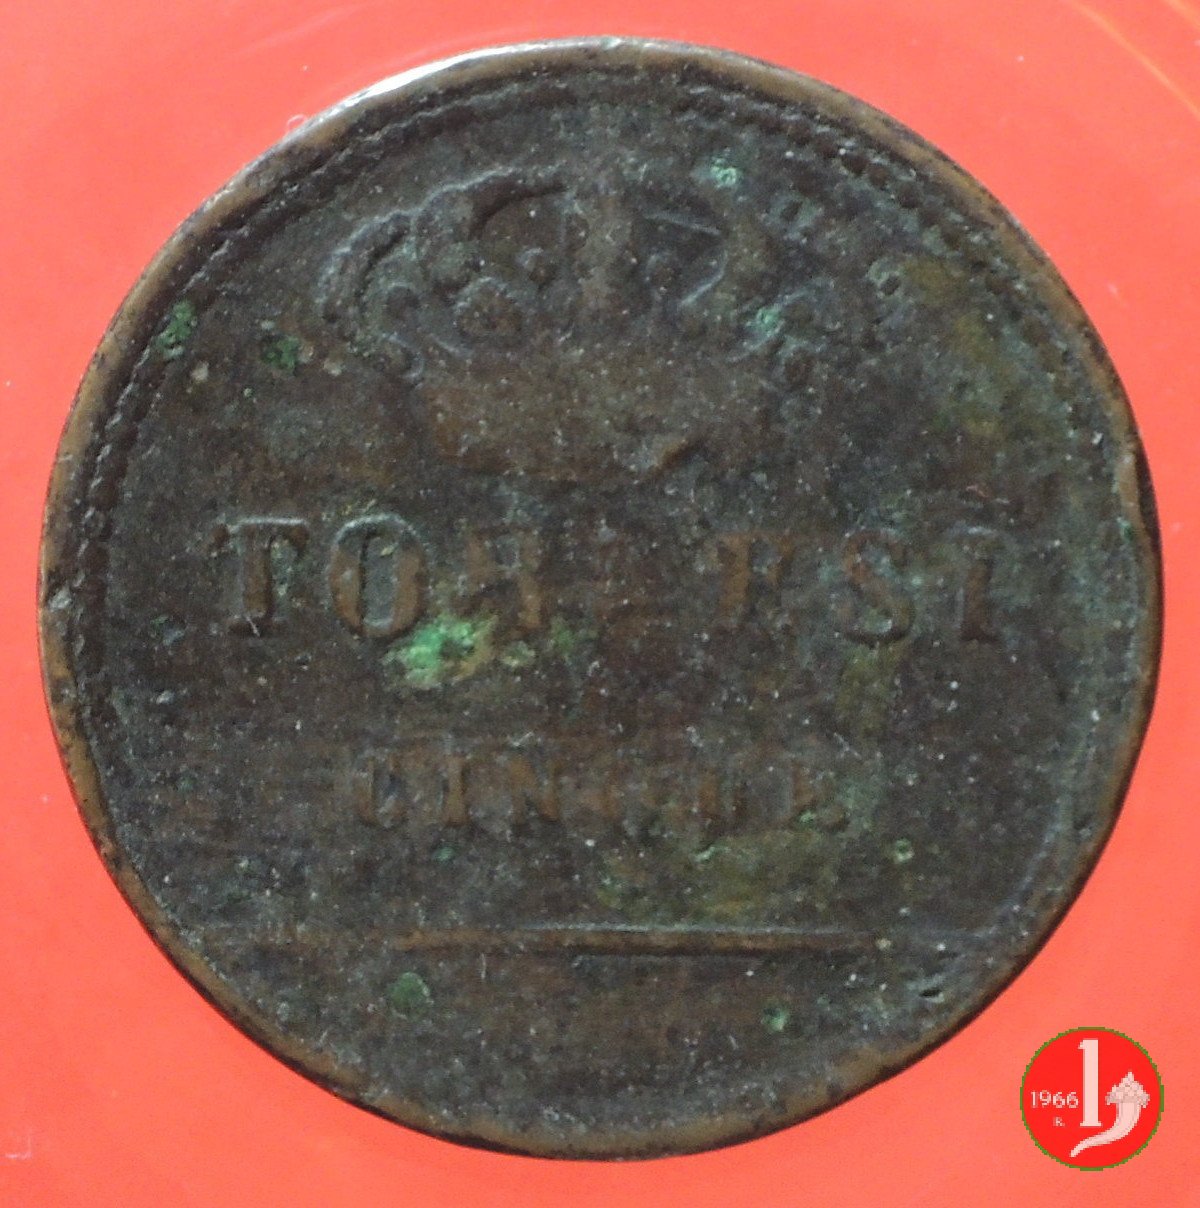 TORNESI
CINQUE
1966
R.